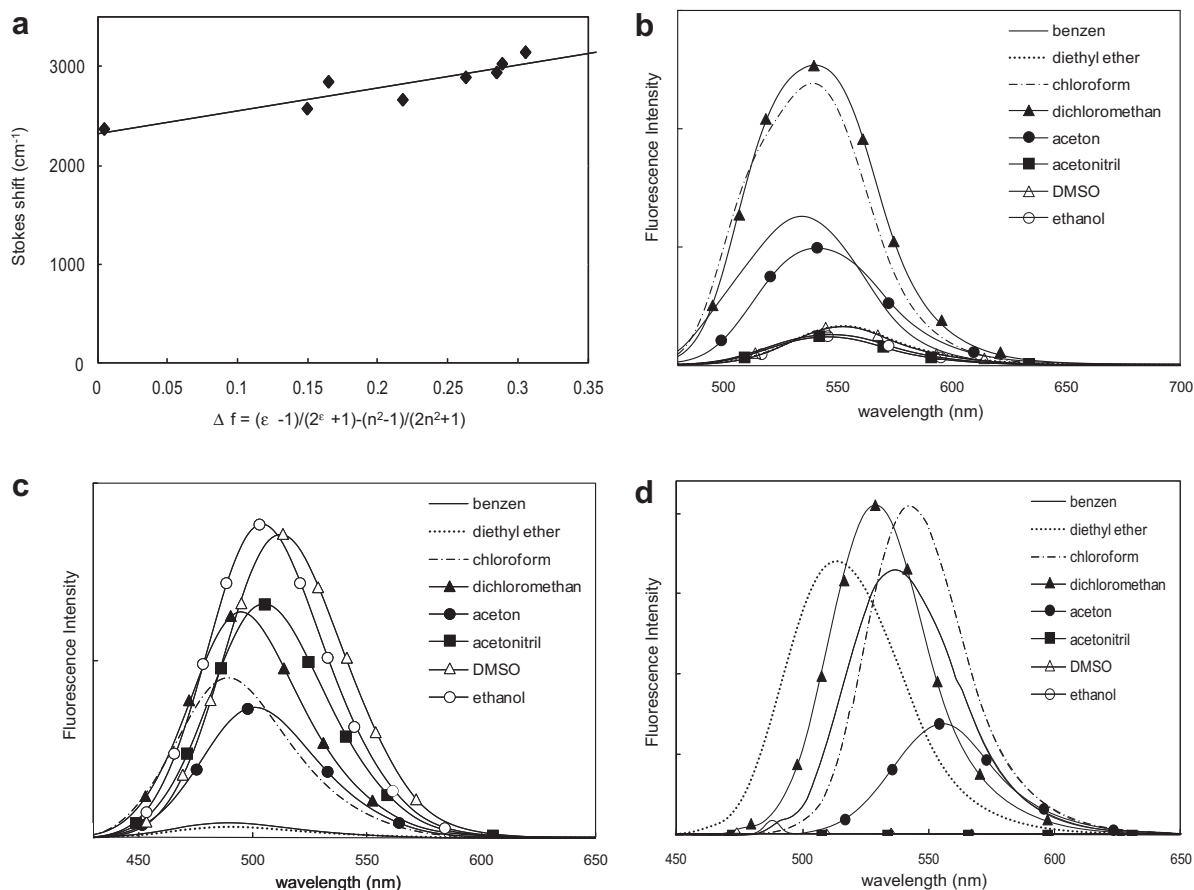 a
3000
2000
1000
0
Stokes shift (cm-1)
0 0.05 0.1 0.15 0.2 0.25 0.3 0.35
Δ f = (ε -1)/(2ε +1)-(n2-1)/(2n2+1)
b
Fluorescence Intensity
benzen
diethyl ether
chloroform
dichloromethan
aceton
acetonitril
DMSO
ethanol
500 550 600 650 700
wavelength (nm)
c
Fluorescence Intensity
benzen
diethyl ether
chloroform
dichloromethan
aceton
acetonitril
DMSO
ethanol
450 500 550 600 650
wavelength (nm)
d
Fluorescence Intensity
benzen
diethyl ether
chloroform
dichloromethan
aceton
acetonitril
DMSO
ethanol
450 500 550 600 650
wavelength (nm)